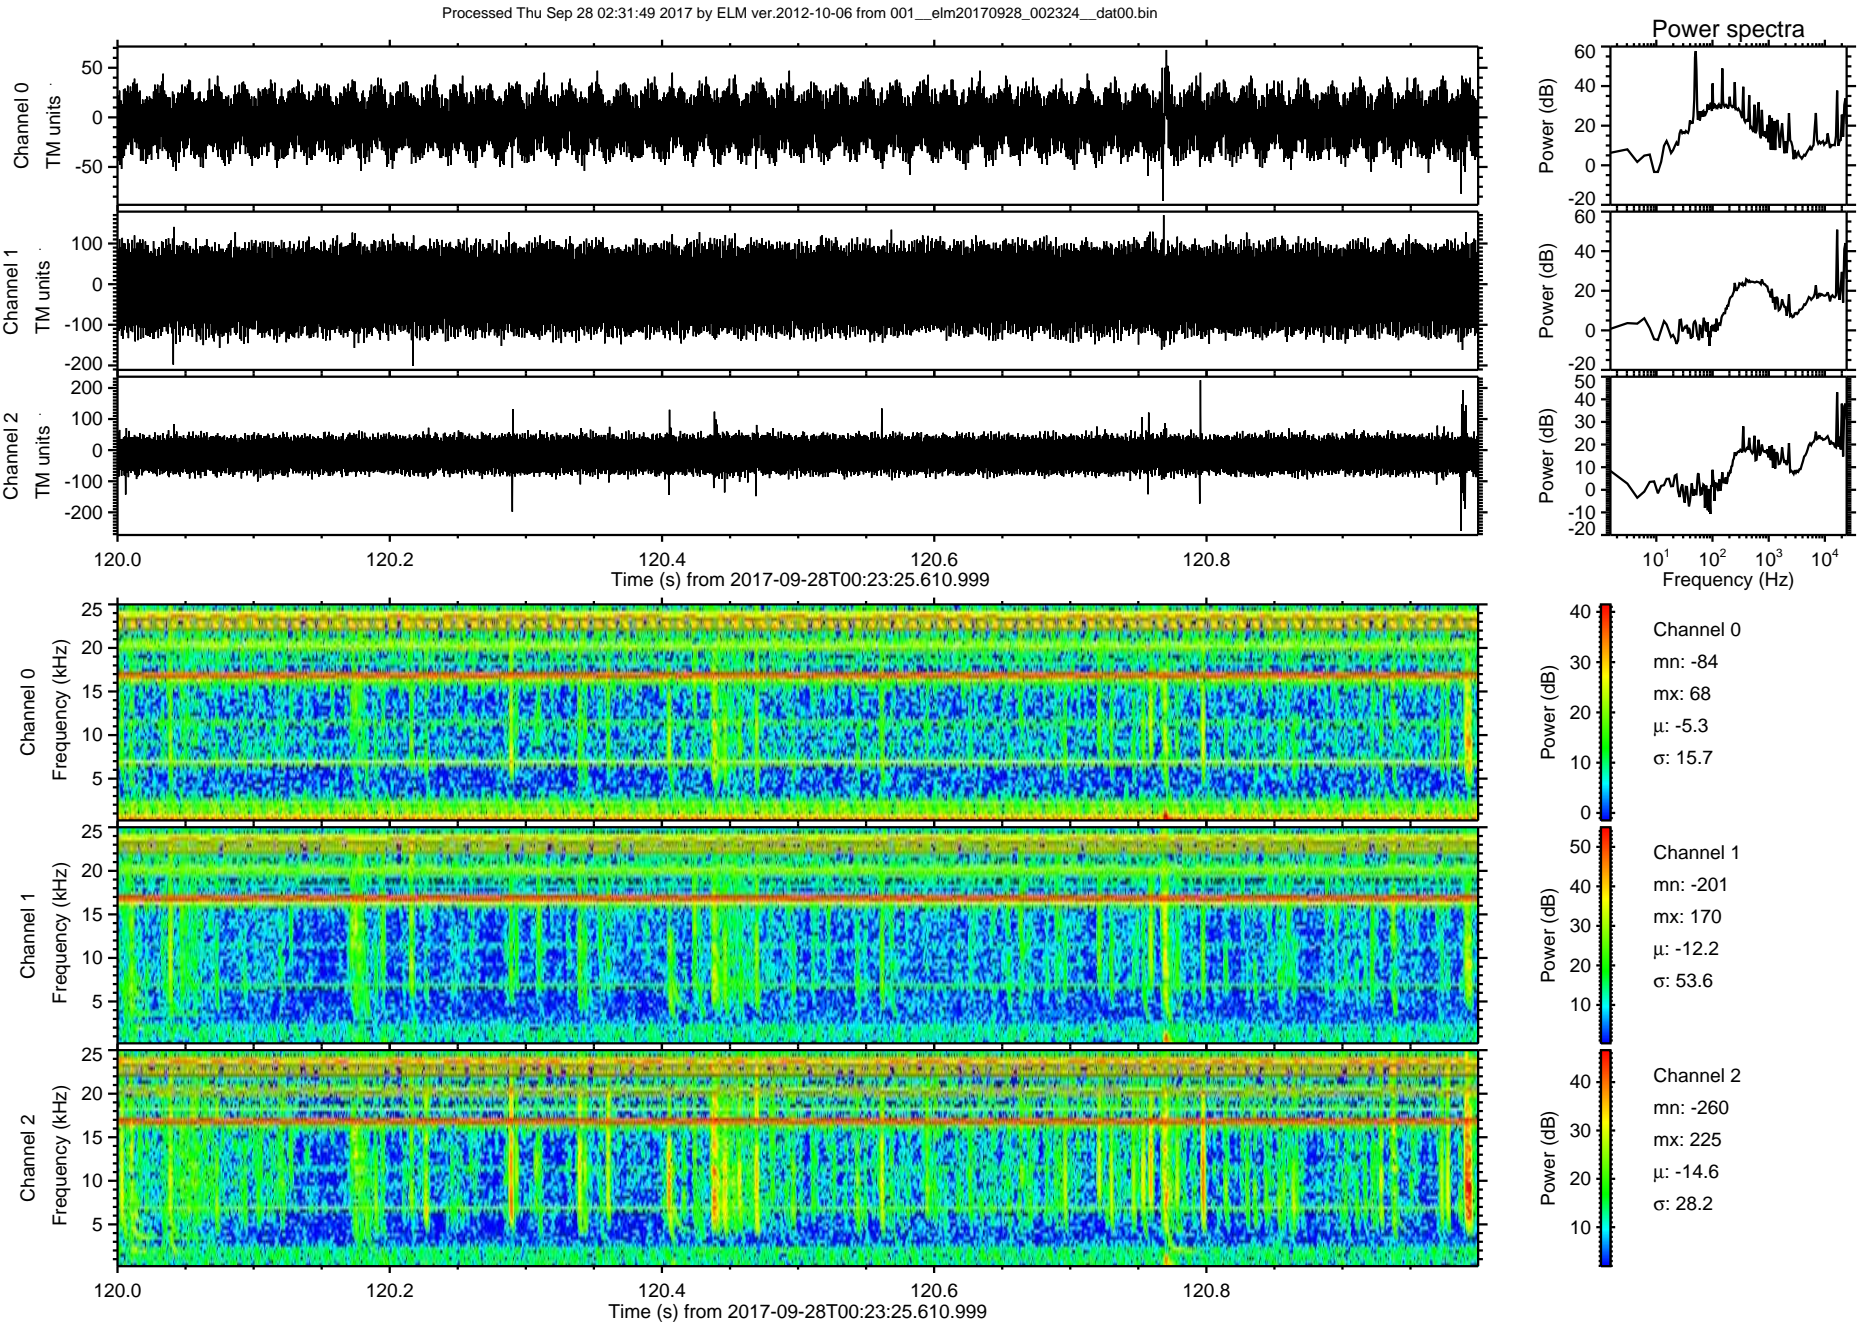 Processed Thu Sep 28 02:31:49 2017 by ELM ver.2012-10-06 from 001__elm20170928_002324__dat00.bin
Power spectra
Channel 0
TM units
50
0
-50
Power (dB)
60
40
20
0
-20
Channel 1
TM units
100
0
-100
-200
Power (dB)
60
40
20
0
-20
Channel 2
TM units
200
100
0
-100
-200
Power (dB)
50
40
30
20
10
0
-10
-20
120.0 120.2 120.4 120.6 120.8
Time (s) from 2017-09-28T00:23:25.610.999
10¹ 10² 10³ 10⁴
Frequency (Hz)
Channel 0
Frequency (kHz)
25
20
15
10
5
Power (dB)
40
30
20
10
0
Channel 0
mn: -84
mx: 68
µ: -5.3
σ: 15.7
Channel 1
Frequency (kHz)
25
20
15
10
5
Power (dB)
50
40
30
20
10
Channel 1
mn: -201
mx: 170
µ: -12.2
σ: 53.6
Channel 2
Frequency (kHz)
25
20
15
10
5
Power (dB)
40
30
20
10
Channel 2
mn: -260
mx: 225
µ: -14.6
σ: 28.2
120.0 120.2 120.4 120.6 120.8
Time (s) from 2017-09-28T00:23:25.610.999